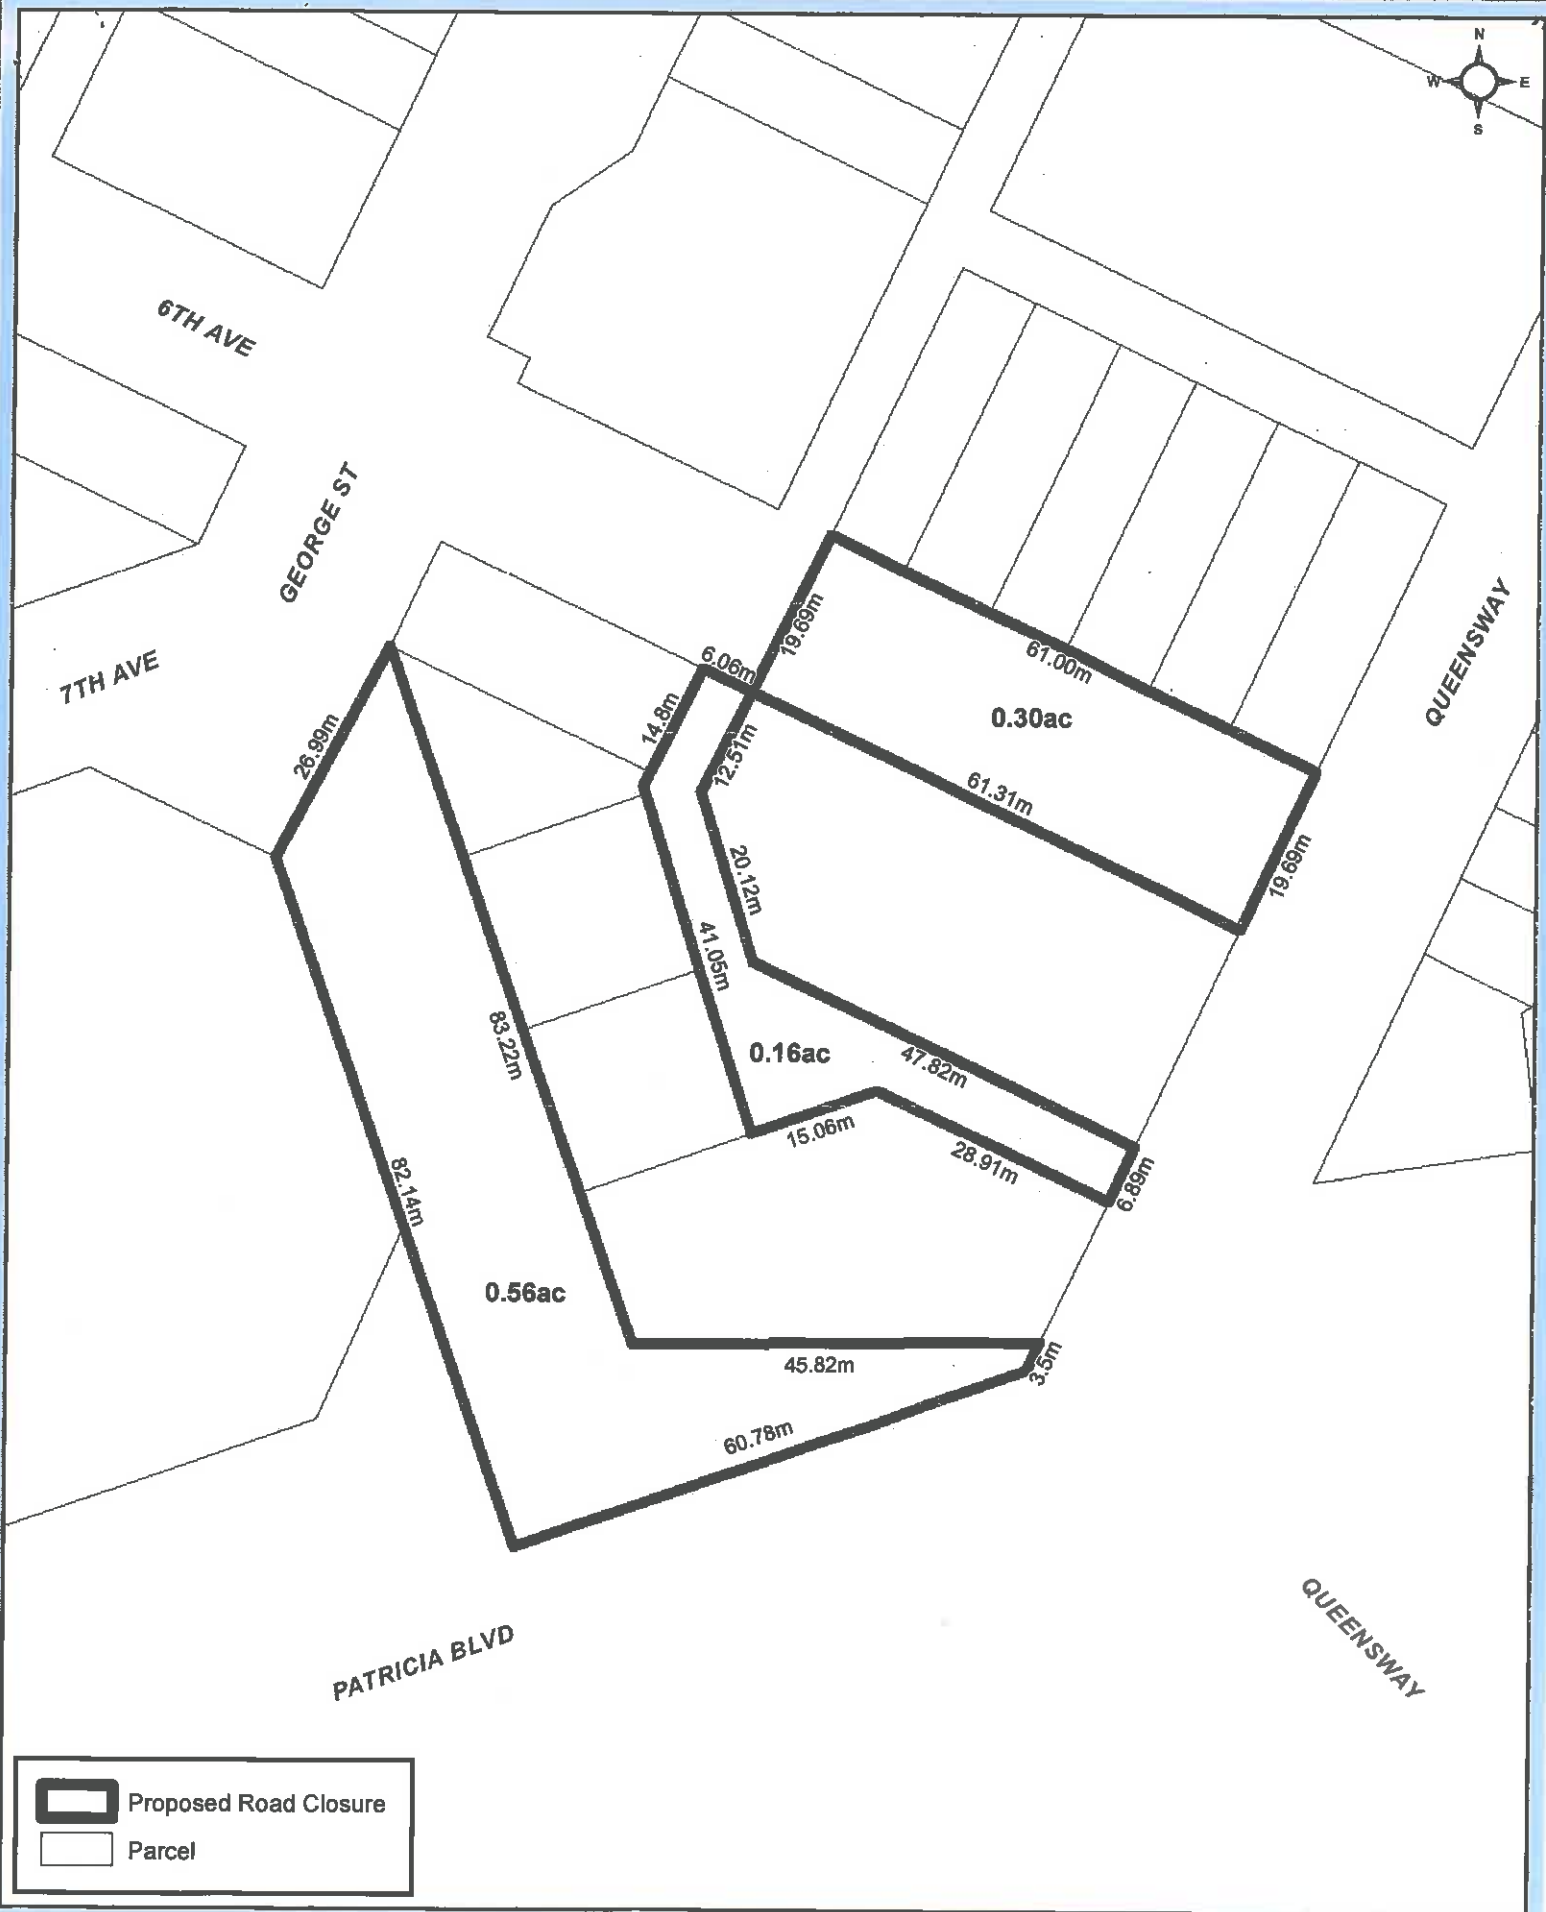 N
W
E
S
6TH AVE
GEORGE ST
7TH AVE
QUEENSWAY
19.69m
61.00m
6.06m
0.30ac
14.8m
12.51m
26.99m
61.31m
19.69m
20.12m
41.05m
83.22m
0.16ac
47.82m
15.06m
28.91m
6.89m
82.14m
0.56ac
45.82m
3.5m
60.78m
PATRICIA BLVD
QUEENSWAY
Proposed Road Closure
Parcel